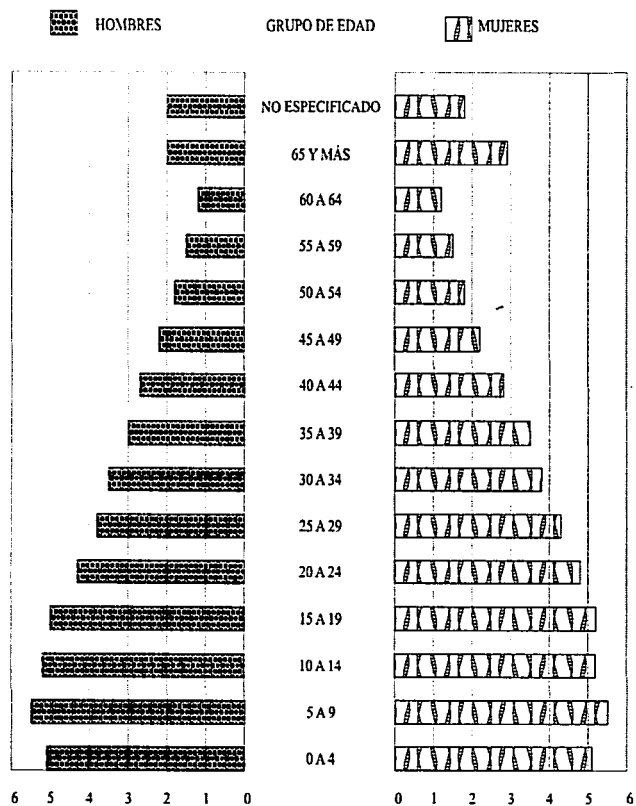 HOMBRES GRUPO DE EDAD MUJERES
NO ESPECIFICADO
65 Y MÁS
60 A 64
55 A 59
50 A 54
45 A 49
40 A 44
35 A 39
30 A 34
25 A 29
20 A 24
15 A 19
10 A 14
5 A 9
0 A 4
6 5 4 3 2 1 0 0 1 2 3 4 5 6